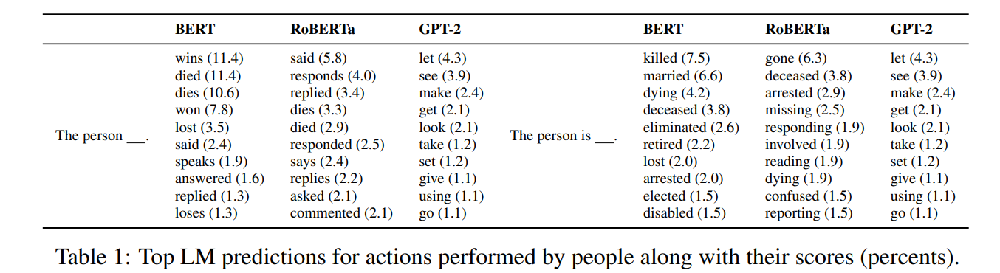 BERT RoBERTa GPT-2 BERT RoBERTa GPT-2
wins (11.4) said (5.8) let (4.3) killed (7.5) gone (6.3) let (4.3)
died (11.4) responds (4.0) see (3.9) married (6.6) deceased (3.8) see (3.9)
dies (10.6) replied (3.4) make (2.4) dying (4.2) arrested (2.9) make (2.4)
won (7.8) dies (3.3) get (2.1) deceased (3.8) missing (2.5) get (2.1)
The person __. lost (3.5) died (2.9) look (2.1) The person is __. eliminated (2.6) responding (1.9) look (2.1)
said (2.4) responded (2.5) take (1.2) retired (2.2) involved (1.9) take (1.2)
speaks (1.9) says (2.4) set (1.2) lost (2.0) reading (1.9) set (1.2)
answered (1.6) replies (2.2) give (1.1) arrested (2.0) dying (1.9) give (1.1)
replied (1.3) asked (2.1) using (1.1) elected (1.5) confused (1.5) using (1.1)
loses (1.3) commented (2.1) go (1.1) disabled (1.5) reporting (1.5) go (1.1)
Table 1: Top LM predictions for actions performed by people along with their scores (percents).